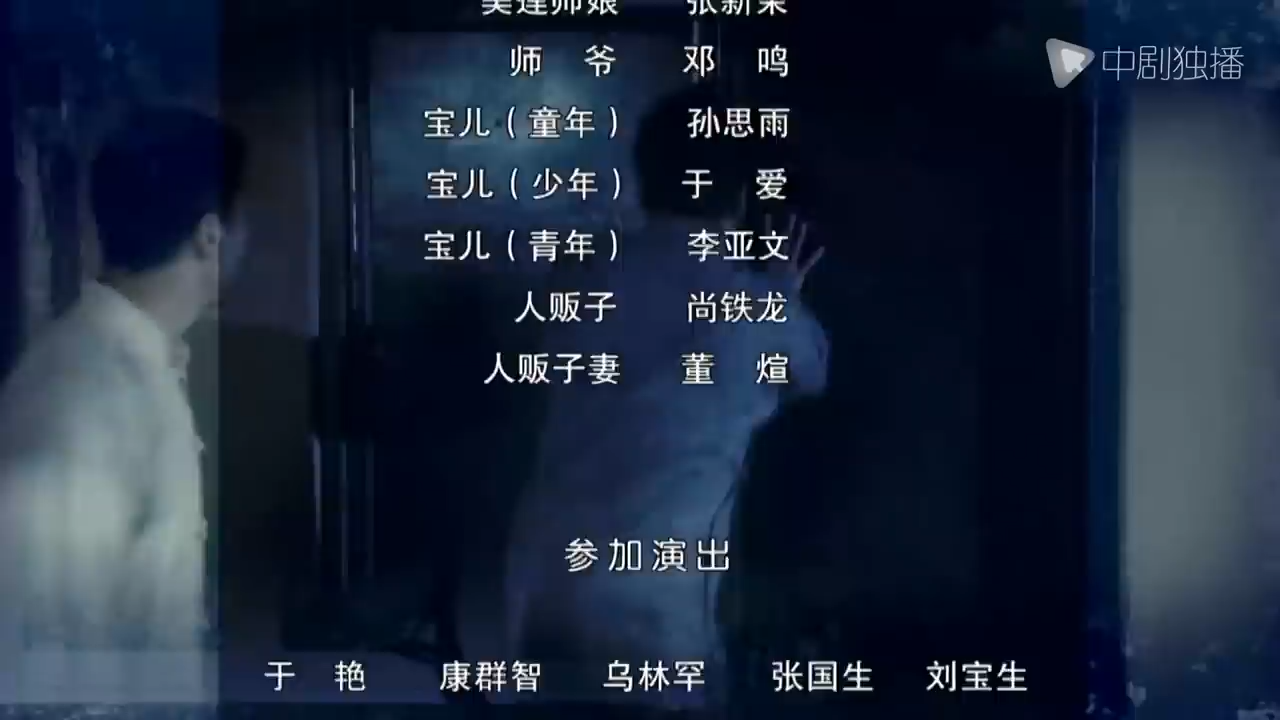 师爷 邓鸣
中剧独播
宝儿（童年） 孙思雨
宝儿（少年） 于爱
宝儿（青年） 李亚文
人贩子 尚铁龙
人贩子妻 董煊
参加演出
于艳 康群智 乌林罕 张国生 刘宝生